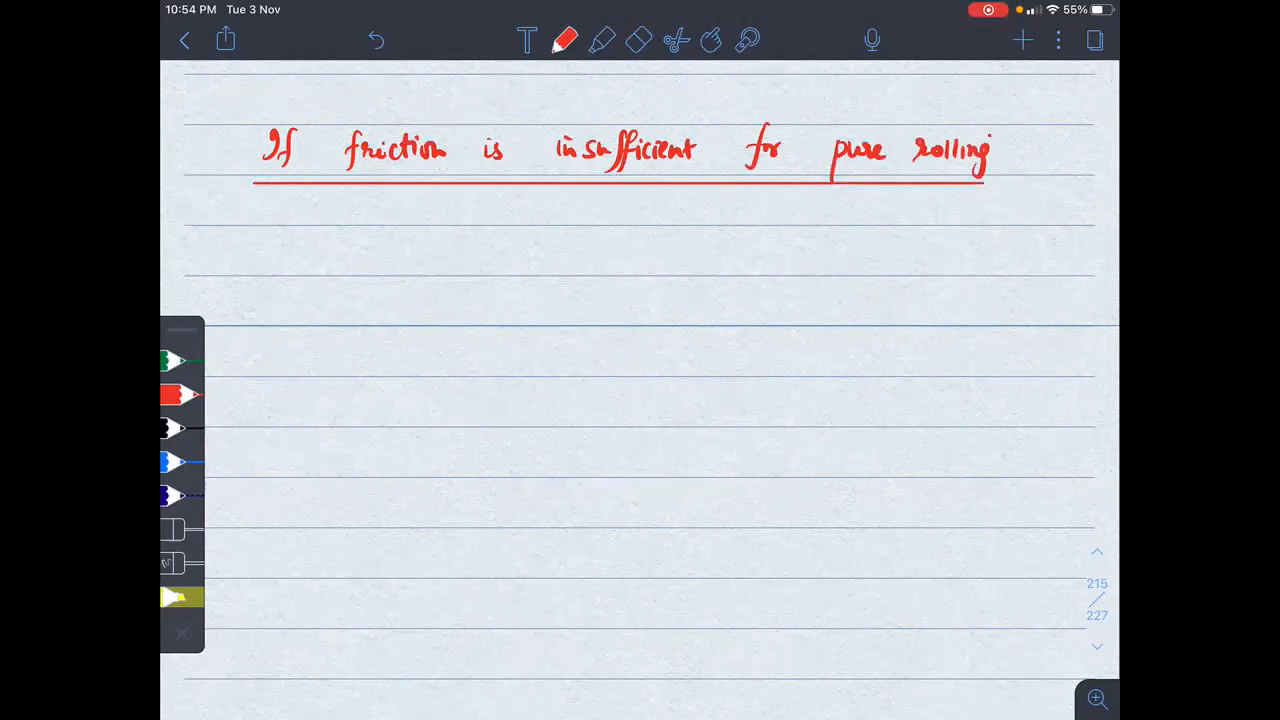 10:54 PM Tue 3 Nov 55%
T
If friction is insufficient for pure rolling
215
227